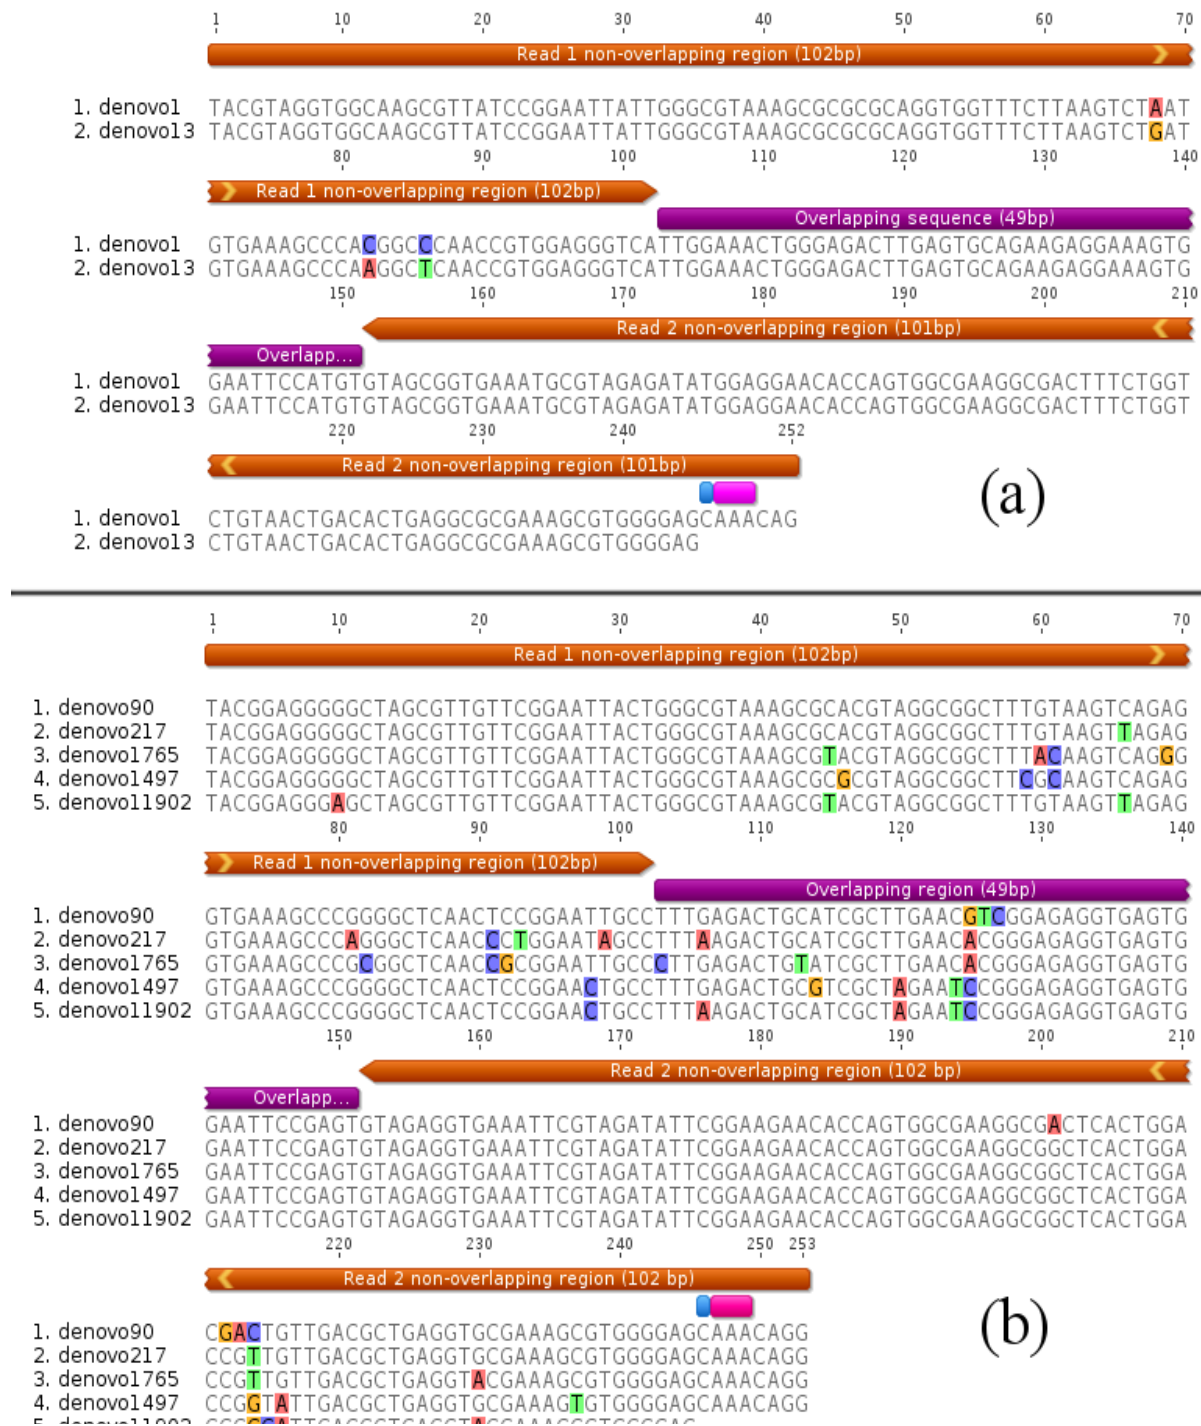 1 10 20 30 40 50 60 70
Read 1 non-overlapping region (102bp)
1. denovo1 TACGTAGGTGGCAAGCGTTATCCGGAATTATTGGGCGTAAAGCGCGCGCAGGTGGTTTCTTAAGTCTAAT
2. denovo13 TACGTAGGTGGCAAGCGTTATCCGGAATTATTGGGCGTAAAGCGCGCGCAGGTGGTTTCTTAAGTCTGAT
80 90 100 110 120 130 140
Read 1 non-overlapping region (102bp)
Overlapping sequence (49bp)
1. denovo1 GTGAAAGCCCACGGCCCAACCGTGGAGGGTCATTGGAAACTGGGAGACTTGAGTGCAGAAGAGGAAAGTG
2. denovo13 GTGAAAGCCCAAGGCTCAACCGTGGAGGGTCATTGGAAACTGGGAGACTTGAGTGCAGAAGAGGAAAGTG
150 160 170 180 190 200 210
Read 2 non-overlapping region (101bp)
Overlapp...
1. denovo1 GAATTCCATGTGTAGCGGTGAAATGCGTAGAGATATGGAGGAACACCAGTGGCGAAGGCGACTTTCTGGT
2. denovo13 GAATTCCATGTGTAGCGGTGAAATGCGTAGAGATATGGAGGAACACCAGTGGCGAAGGCGACTTTCTGGT
220 230 240 252
Read 2 non-overlapping region (101bp)
1. denovo1 CTGTAACTGACACTGAGGCGCGAAAGCGTGGGGAGCAAACAG
2. denovo13 CTGTAACTGACACTGAGGCGCGAAAGCGTGGGGAG
(a)
1 10 20 30 40 50 60 70
Read 1 non-overlapping region (102bp)
1. denovo90 TACGGAGGGGGCTAGCGTTGTTCGGAATTACTGGGCGTAAAGCGCACGTAGGCGGCTTTGTAAGTCAGAG
2. denovo217 TACGGAGGGGGCTAGCGTTGTTCGGAATTACTGGGCGTAAAGCGCACGTAGGCGGCTTTGTAAGTTAGAG
3. denovo1765 TACGGAGGGGGCTAGCGTTGTTCGGAATTACTGGGCGTAAAGCGTACGTAGGCGGCTTTACAAGTCAGGG
4. denovo1497 TACGGAGGGGGCTAGCGTTGTTCGGAATTACTGGGCGTAAAGCGCGCGTAGGCGGCTTCGCAAGTCAGAG
5. denovo11902 TACGGAGGGAGCTAGCGTTGTTCGGAATTACTGGGCGTAAAGCGTACGTAGGCGGCTTTGTAAGTTAGAG
80 90 100 110 120 130 140
Read 1 non-overlapping region (102bp)
Overlapping region (49bp)
1. denovo90 GTGAAAGCCCGGGGCTCAACTCCGGAATTGCCTTTGAGACTGCATCGCTTGAACGTCGGAGAGGTGAGTG
2. denovo217 GTGAAAGCCCAGGGCTCAACCCTGGAATAGCCTTTAAGACTGCATCGCTTGAACACGGGAGAGGTGAGTG
3. denovo1765 GTGAAAGCCCGCGGCTCAACCGCGGAATTGCCCTTGAGACTGTATCGCTTGAACACGGGAGAGGTGAGTG
4. denovo1497 GTGAAAGCCCGGGGCTCAACTCCGGAACTGCCTTTGAGACTGCGTCGCTAGAATCCGGGAGAGGTGAGTG
5. denovo11902 GTGAAAGCCCGGGGCTCAACTCCGGAACTGCCTTTAAGACTGCATCGCTAGAATCCGGGAGAGGTGAGTG
150 160 170 180 190 200 210
Read 2 non-overlapping region (102 bp)
Overlapp...
1. denovo90 GAATTCCGAGTGTAGAGGTGAAATTCGTAGATATTCGGAAGAACACCAGTGGCGAAGGCGACTCACTGGA
2. denovo217 GAATTCCGAGTGTAGAGGTGAAATTCGTAGATATTCGGAAGAACACCAGTGGCGAAGGCGGCTCACTGGA
3. denovo1765 GAATTCCGAGTGTAGAGGTGAAATTCGTAGATATTCGGAAGAACACCAGTGGCGAAGGCGGCTCACTGGA
4. denovo1497 GAATTCCGAGTGTAGAGGTGAAATTCGTAGATATTCGGAAGAACACCAGTGGCGAAGGCGGCTCACTGGA
5. denovo11902 GAATTCCGAGTGTAGAGGTGAAATTCGTAGATATTCGGAAGAACACCAGTGGCGAAGGCGGCTCACTGGA
220 230 240 250 253
Read 2 non-overlapping region (102 bp)
1. denovo90 CGACTGTTGACGCTGAGGTGCGAAAGCGTGGGGAGCAAACAGG
2. denovo217 CCGTTGTTGACGCTGAGGTGCGAAAGCGTGGGGAGCAAACAGG
3. denovo1765 CCGTTGTTGACGCTGAGGTACGAAAGCGTGGGGAGCAAACAGG
4. denovo1497 CCGGTATTGACGCTGAGGTGCGAAAGTGTGGGGAGCAAACAGG
5. denovo11902
(b)